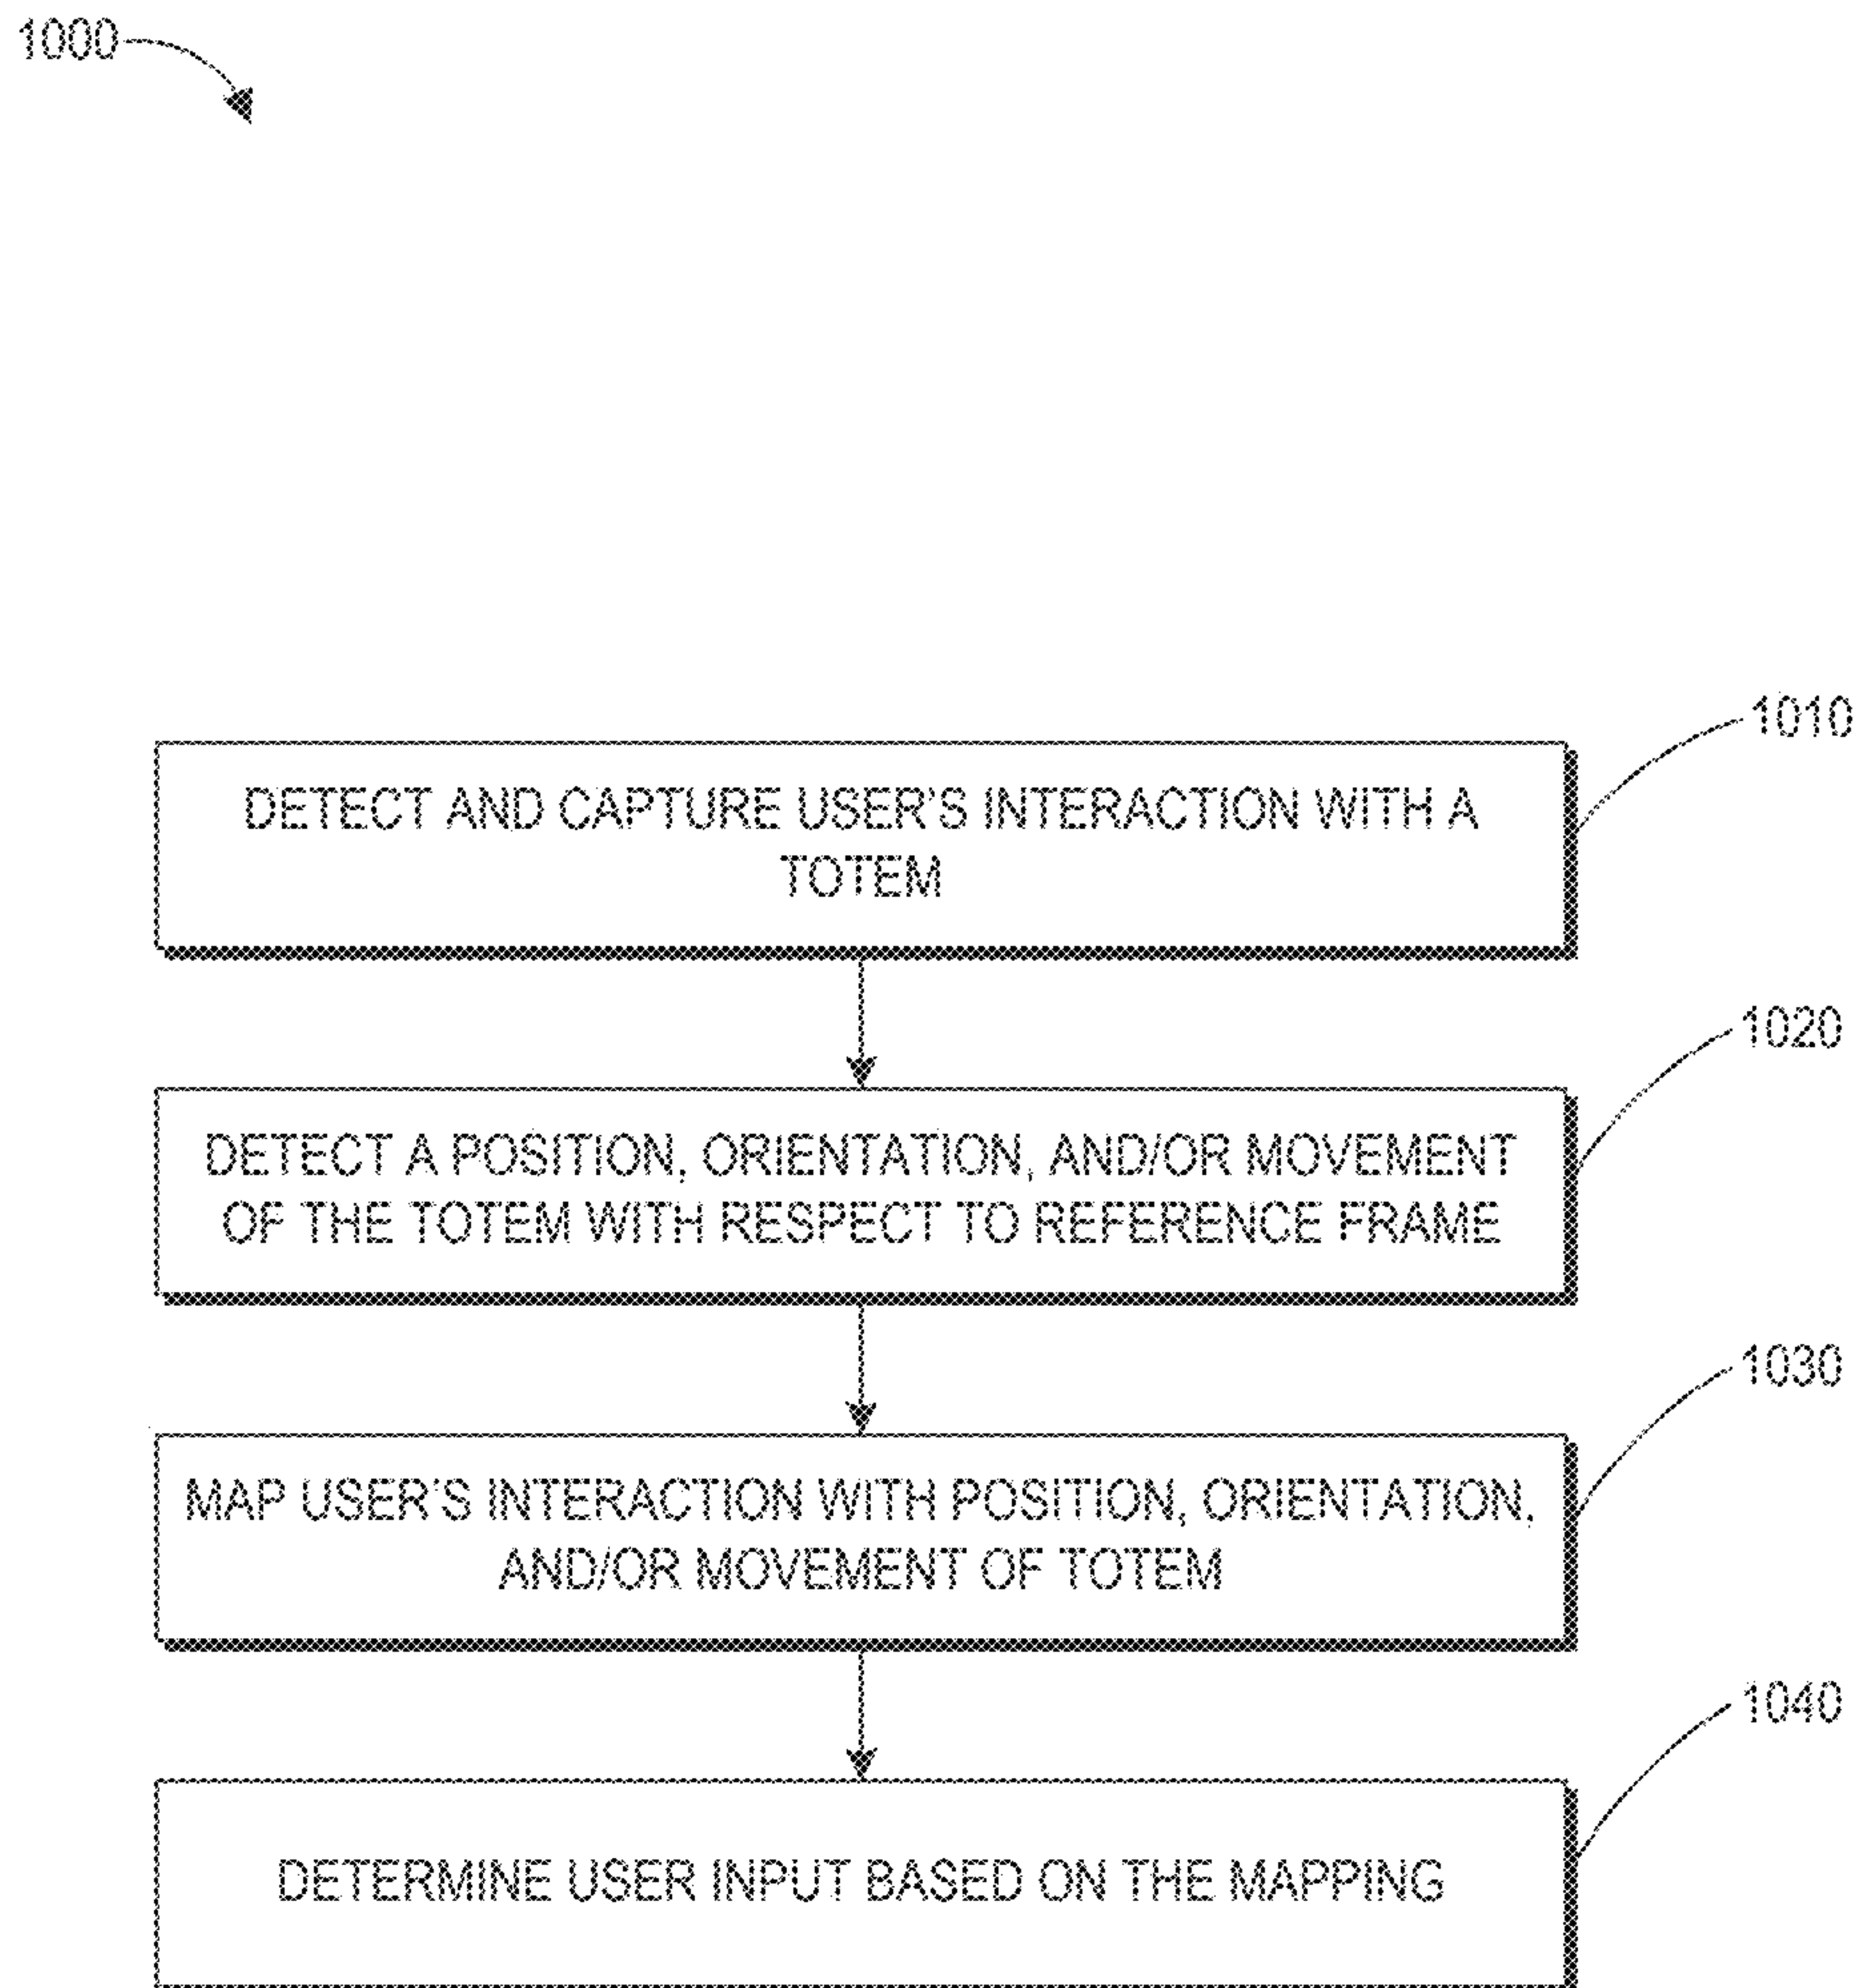 1000
1010
DETECT AND CAPTURE USER'S INTERACTION WITH A
TOTEM
1020
DETECT A POSITION, ORIENTATION, AND/OR MOVEMENT
OF THE TOTEM WITH RESPECT TO REFERENCE FRAME
1030
MAP USER'S INTERACTION WITH POSITION, ORIENTATION,
AND/OR MOVEMENT OF TOTEM
1040
DETERMINE USER INPUT BASED ON THE MAPPING